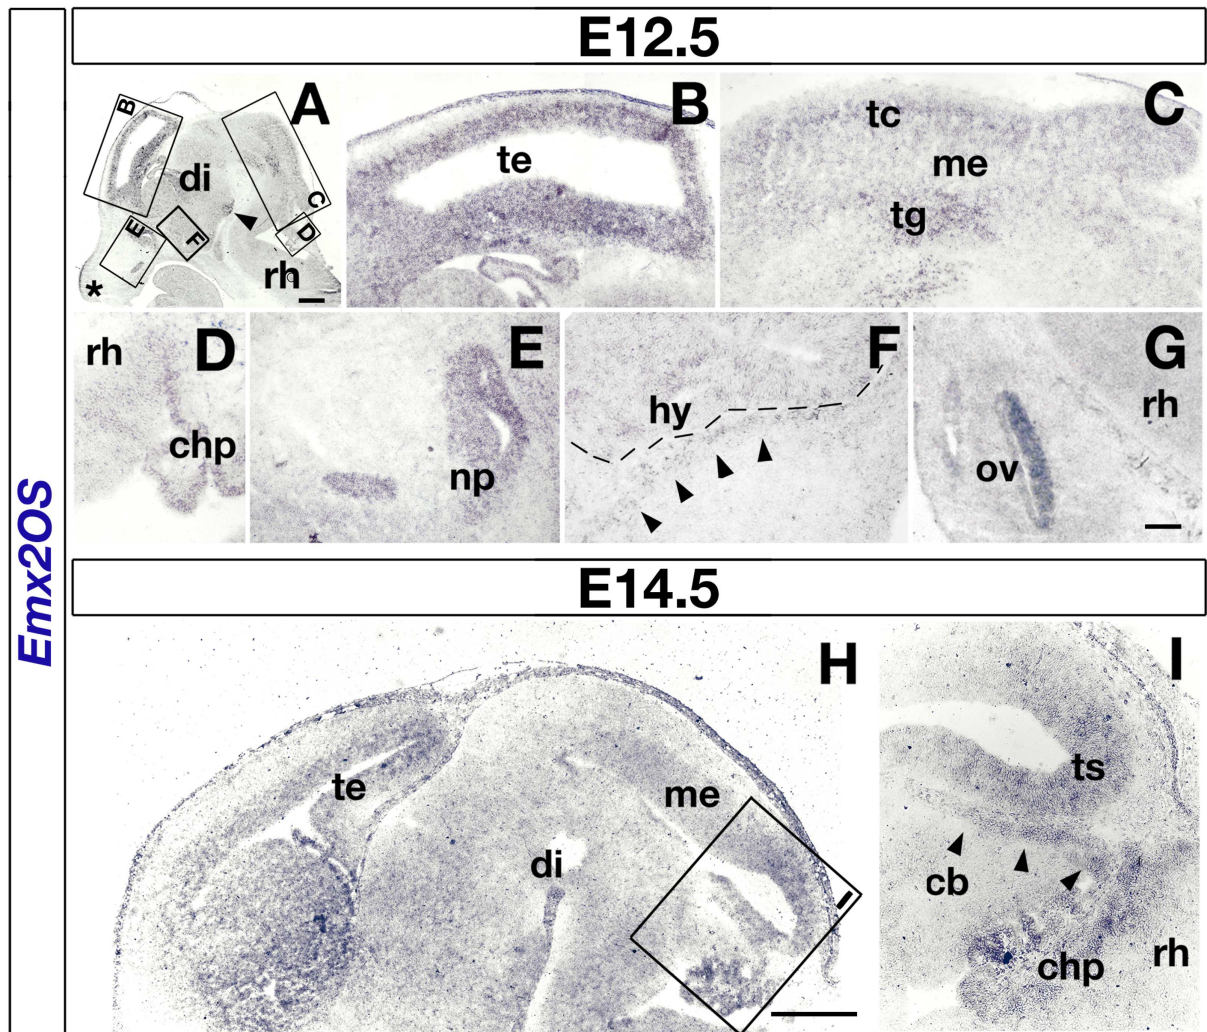 E12.5
Emx2OS
A
B
di
C
E
F
D
rh
*
B
te
C
tc
me
tg
D
rh
chp
E
np
F
hy
G
rh
ov
E14.5
H
te
me
di
I
I
ts
cb
chp
rh